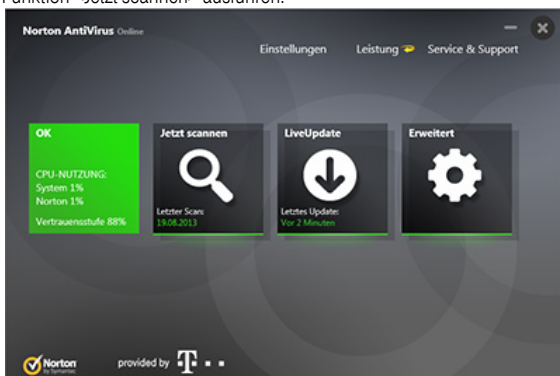 Funktion "Jetzt scannen" ausführen.
Norton AntiVirus Online
Einstellungen Leistung Service & Support
OK
CPU-NUTZUNG:
System 1%
Norton 1%
Vertrauensstufe 88%
Jetzt scannen
Letzter Scan:
19.08.2013
LiveUpdate
Letztes Update:
Vor 2 Minuten
Erweitert
Norton
by Symantec
provided by T